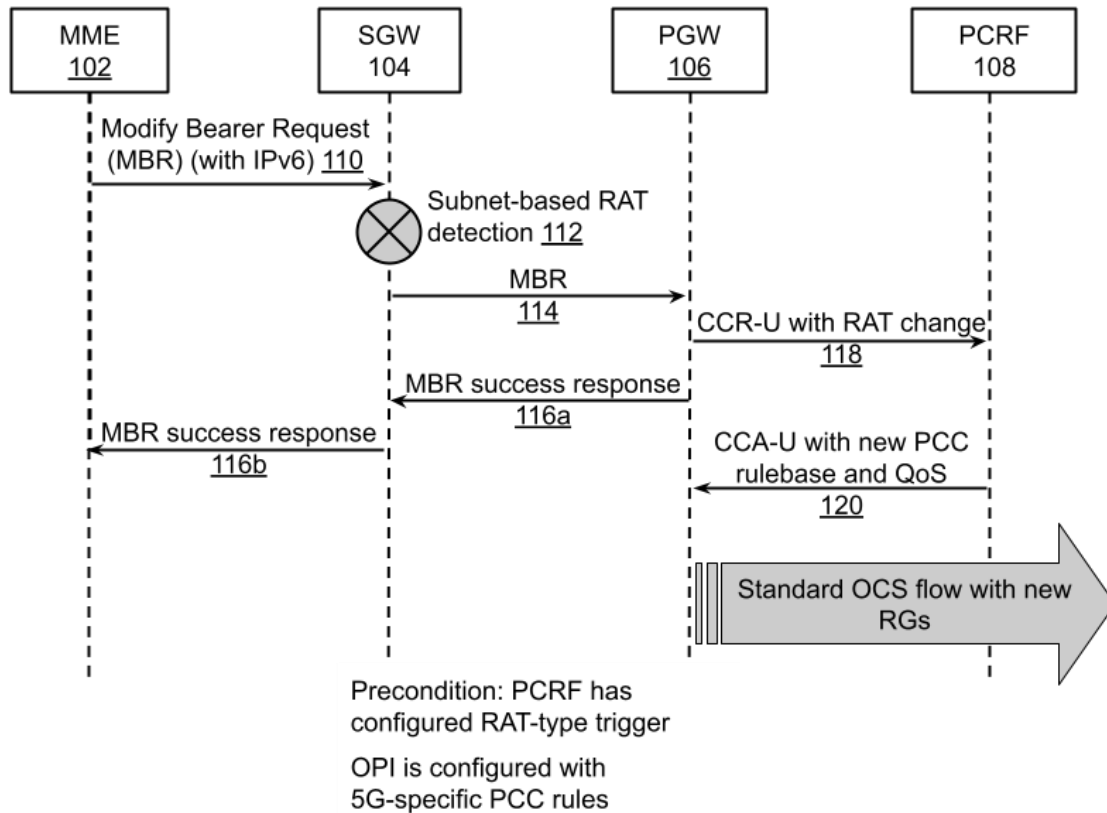 MME
102
SGW
104
PGW
106
PCRF
108
Modify Bearer Request
(MBR) (with IPv6) 110
Subnet-based RAT
detection 112
MBR
114
CCR-U with RAT change
118
MBR success response
116a
MBR success response
116b
CCA-U with new PCC
rulebase and QoS
120
Standard OCS flow with new
RGs
Precondition: PCRF has
configured RAT-type trigger
OPI is configured with
5G-specific PCC rules